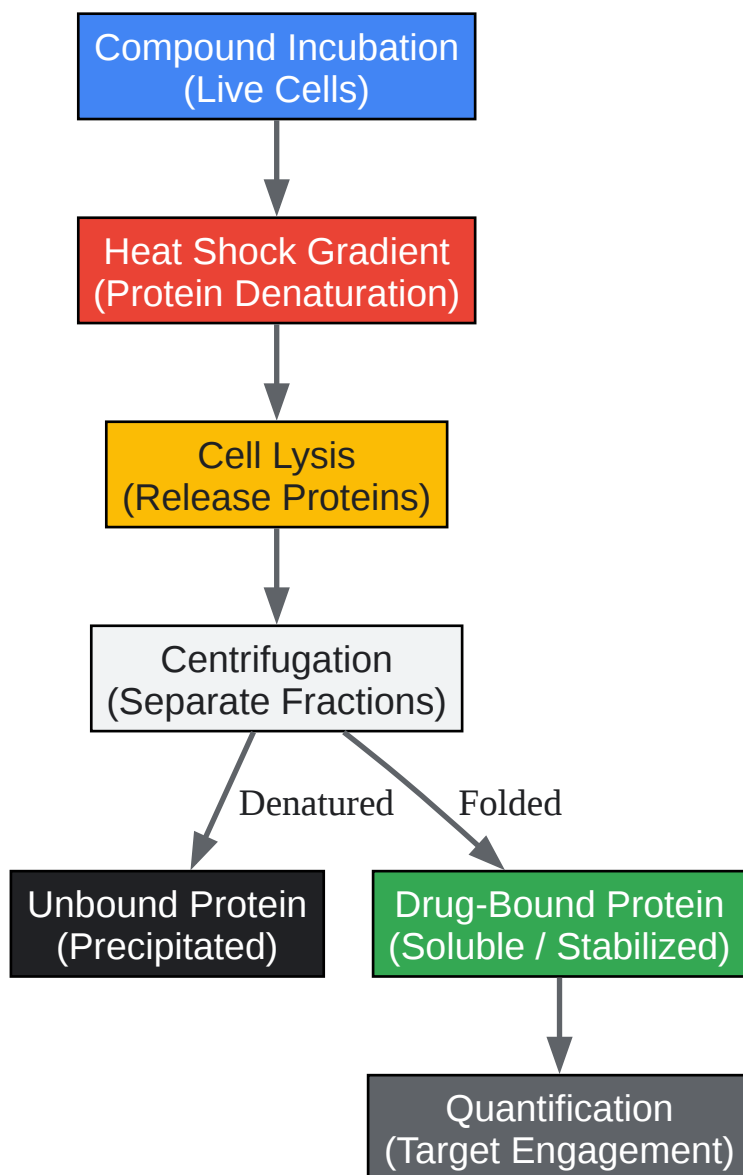 Compound Incubation
(Live Cells)
Heat Shock Gradient
(Protein Denaturation)
Cell Lysis
(Release Proteins)
Centrifugation
(Separate Fractions)
Denatured
Folded
Unbound Protein
(Precipitated)
Drug-Bound Protein
(Soluble / Stabilized)
Quantification
(Target Engagement)